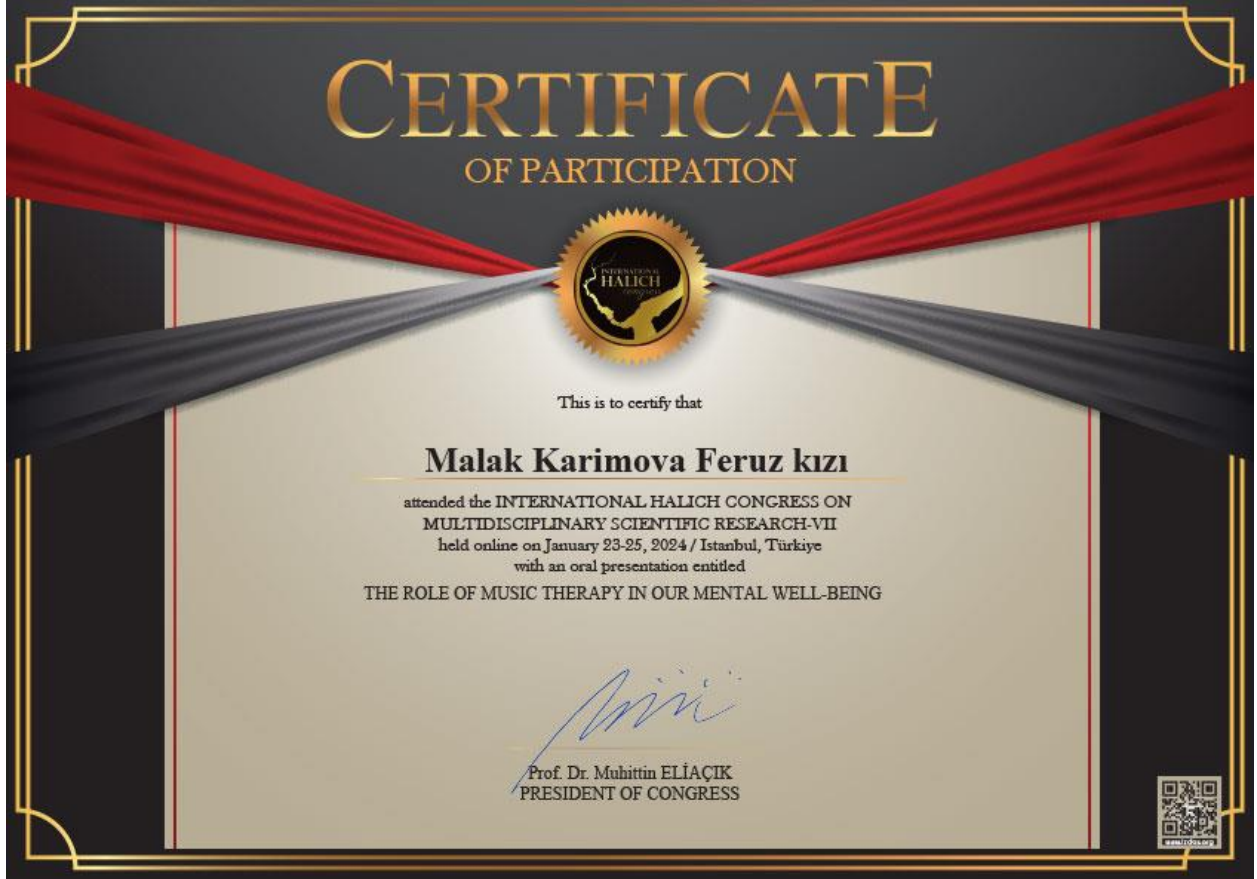 CERTIFICATE
OF PARTICIPATION
INTERNATIONAL
HALICH
congress
This is to certify that
Malak Karimova Feruz kızı
attended the INTERNATIONAL HALICH CONGRESS ON
MULTIDISCIPLINARY SCIENTIFIC RESEARCH-VII
held online on January 23-25, 2024 / Istanbul, Türkiye
with an oral presentation entitled
THE ROLE OF MUSIC THERAPY IN OUR MENTAL WELL-BEING
Prof. Dr. Muhittin ELİAÇIK
PRESIDENT OF CONGRESS